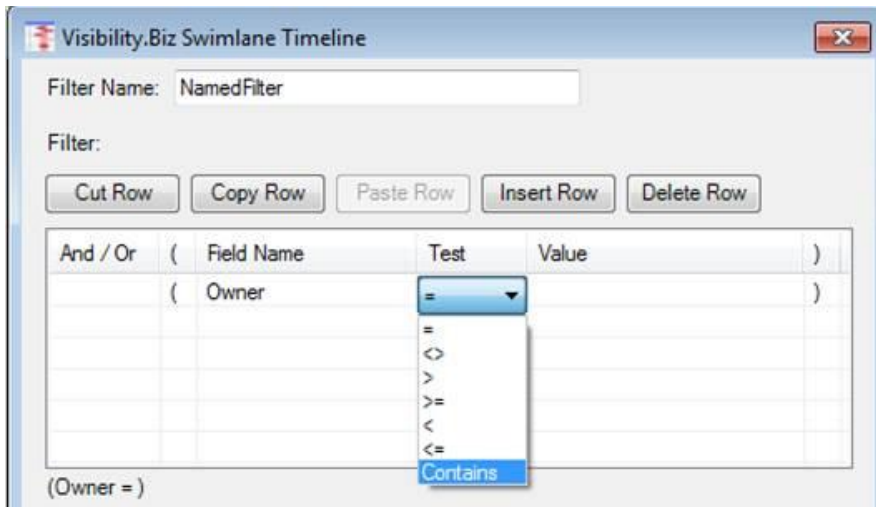 Visibility.Biz Swimlane Timeline
Filter Name: NamedFilter
Filter:
Cut Row Copy Row Paste Row Insert Row Delete Row
And / Or ( Field Name Test Value )
( Owner = )
=
<>
>
>=
<
<=
Contains
(Owner = )